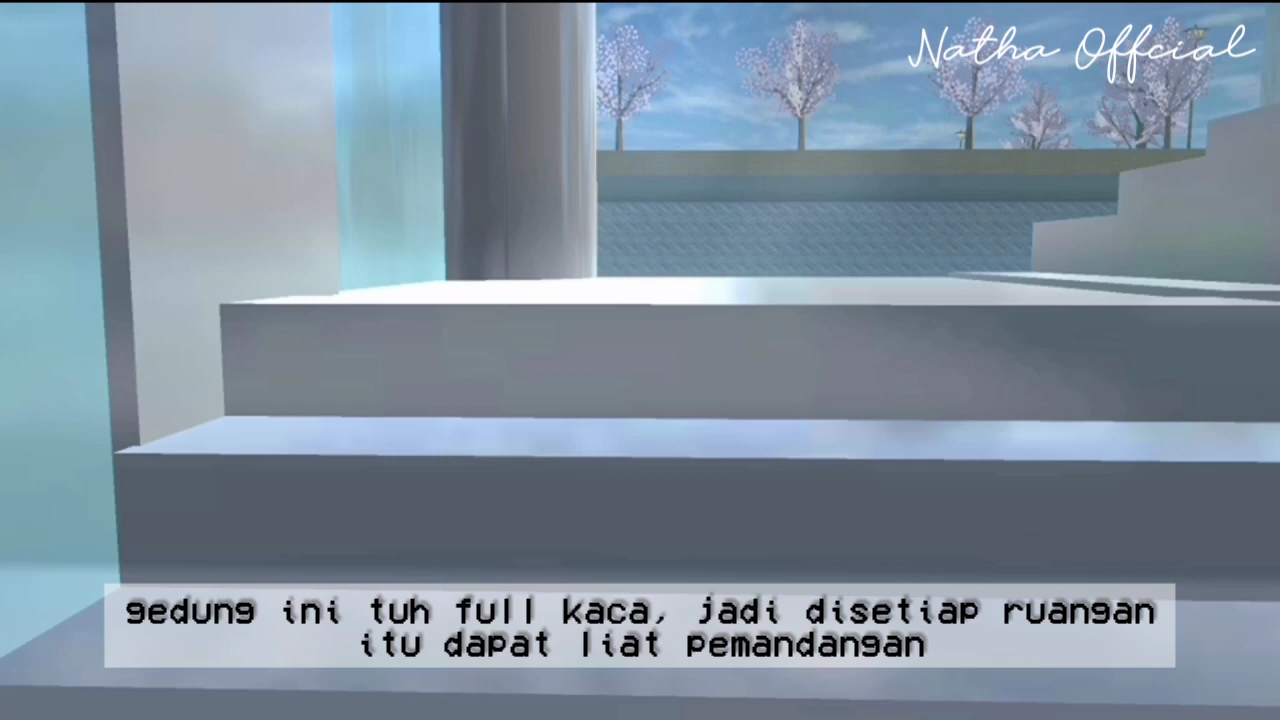 Natha Offcial
gedung ini tuh full kaca, jadi disetiap ruangan
itu dapat liat pemandangan